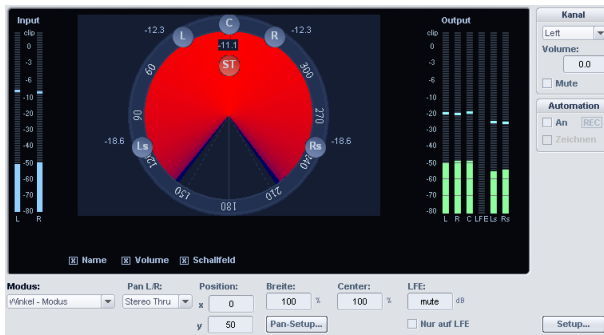 Input
Output
Kanal
Left
Volume:
0.0
Mute
Automation
An REC
Zeichnen
clip
0
-3
-6
-10
-20
-30
-40
-50
-60
-80
L R
-12.3 L C R -12.3
-11.1
ST
60
300
90
270
-18.6 Ls 120
240 Rs -18.6
150
180
210
clip
0
-3
-6
-10
-20
-30
-40
-50
-60
-80
L R C LFE Ls Rs
Name Volume Schallfeld
Modus: Pan L/R: Position: Breite: Center: LFE:
Winkel - Modus Stereo Thru x 0 100 % 100 % mute dB
y 50 Pan-Setup... Nur auf LFE Setup...